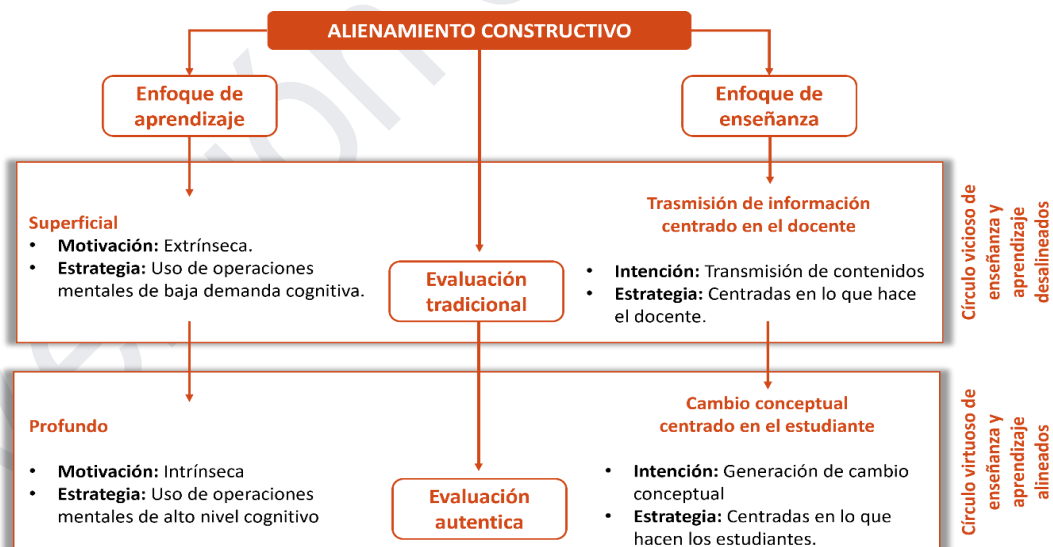 ALIENAMIENTO CONSTRUCTIVO
Enfoque de
aprendizaje
Enfoque de
enseñanza
Superficial
• Motivación: Extrínseca.
• Estrategia: Uso de operaciones
mentales de baja demanda cognitiva.
Evaluación
tradicional
Trasmisión de información
centrado en el docente
• Intención: Transmisión de contenidos
• Estrategia: Centradas en lo que hace
el docente.
Círculo vicioso de
enseñanza y
aprendizaje
desalineados
Profundo
• Motivación: Intrínseca
• Estrategia: Uso de operaciones
mentales de alto nivel cognitivo
Evaluación
autentica
Cambio conceptual
centrado en el estudiante
• Intención: Generación de cambio
conceptual
• Estrategia: Centradas en lo que
hacen los estudiantes.
Círculo virtuoso de
enseñanza y
aprendizaje
alineados